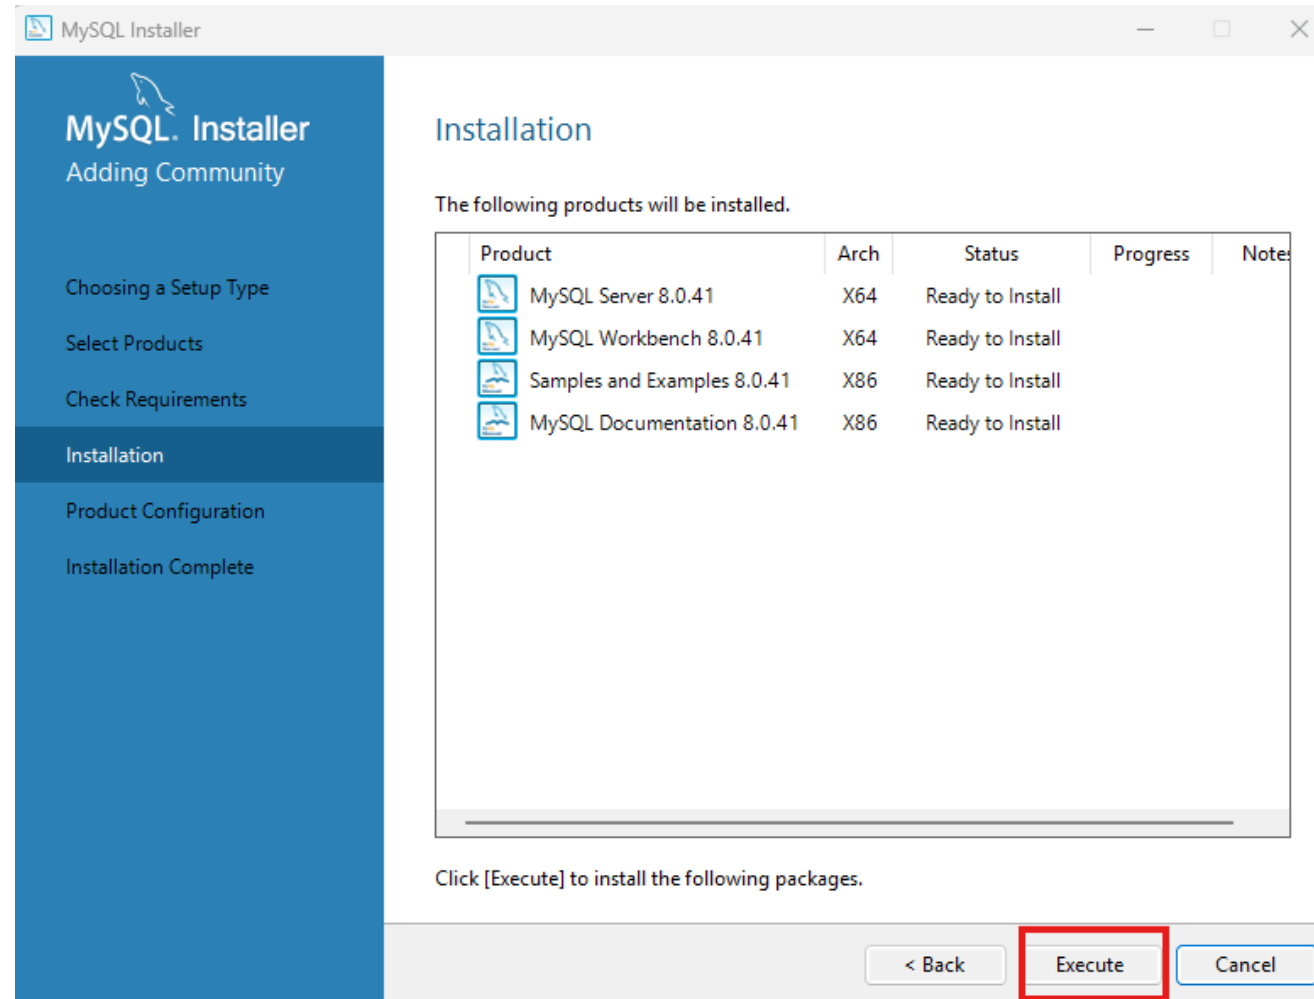 MySQL Installer
MySQL. Installer
Adding Community
Choosing a Setup Type
Select Products
Check Requirements
Installation
Product Configuration
Installation Complete
Installation
The following products will be installed.
Product Arch Status Progress Notes
MySQL Server 8.0.41 X64 Ready to Install
MySQL Workbench 8.0.41 X64 Ready to Install
Samples and Examples 8.0.41 X86 Ready to Install
MySQL Documentation 8.0.41 X86 Ready to Install
Click [Execute] to install the following packages.
< Back Execute Cancel